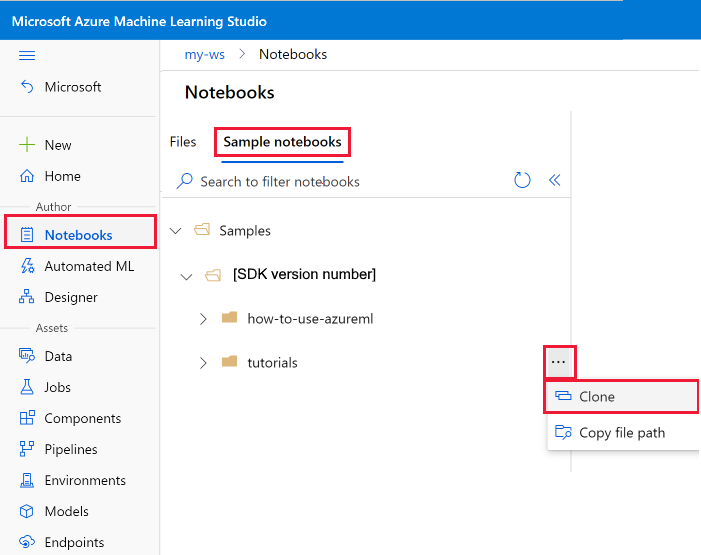 Microsoft Azure Machine Learning Studio
my-ws > Notebooks
Microsoft
Notebooks
New
Files
Sample notebooks
Home
Search to filter notebooks
Author
Notebooks
Samples
Automated ML
[SDK version number]
Designer
how-to-use-azureml
Assets
Data
tutorials
...
Jobs
Clone
Components
Copy file path
Pipelines
Environments
Models
Endpoints